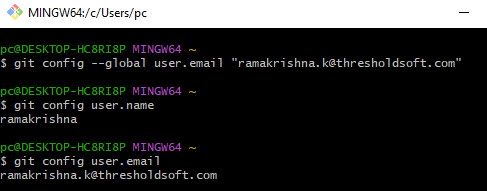 MINGW64:/c/Users/pc
pc@DESKTOP-HC8RI8P MINGW64 ~
$ git config --global user.email "ramakrishna.k@thresholdsoft.com"
pc@DESKTOP-HC8RI8P MINGW64 ~
$ git config user.name
ramakrishna
pc@DESKTOP-HC8RI8P MINGW64 ~
$ git config user.email
ramakrishna.k@thresholdsoft.com